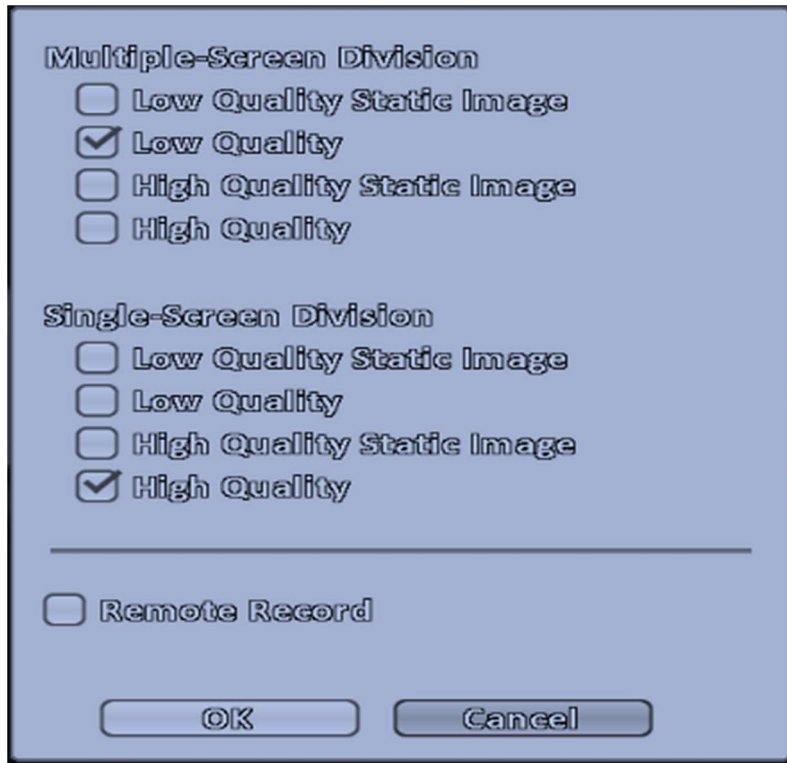 Multiple-Screen Division
Low Quality Static Image
Low Quality
High Quality Static Image
High Quality
Single-Screen Division
Low Quality Static Image
Low Quality
High Quality Static Image
High Quality
Remote Record
OK
Cancel